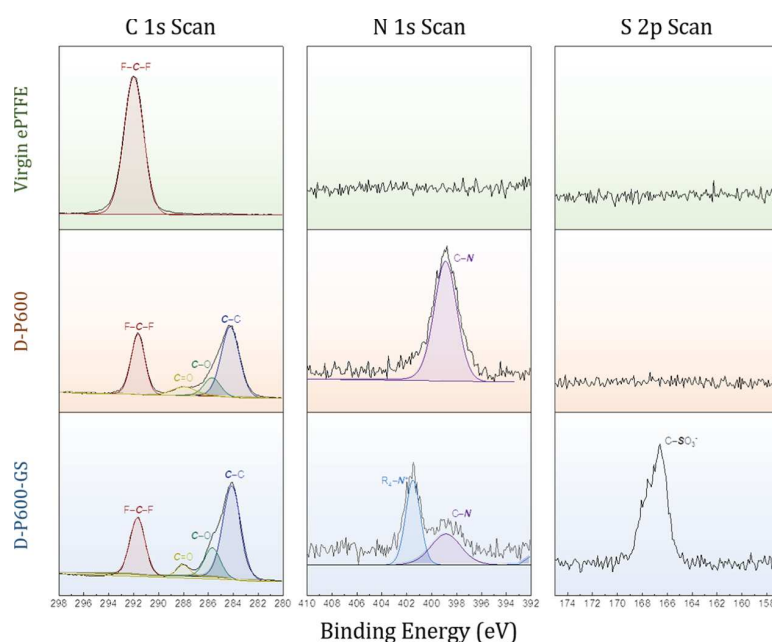 C 1s Scan N 1s Scan S 2p Scan
Virgin ePTFE
F–C–F
D-P600
F–C–F C=O C–O C–C
C–N
D-P600-GS
F–C–F C=O C–O C–C
R₄–N⁺ C–N
C–SO₃⁻
298 296 294 292 290 288 286 284 282 280
410 408 406 404 402 400 398 396 394 392
174 172 170 168 166 164 162 160 158
Binding Energy (eV)